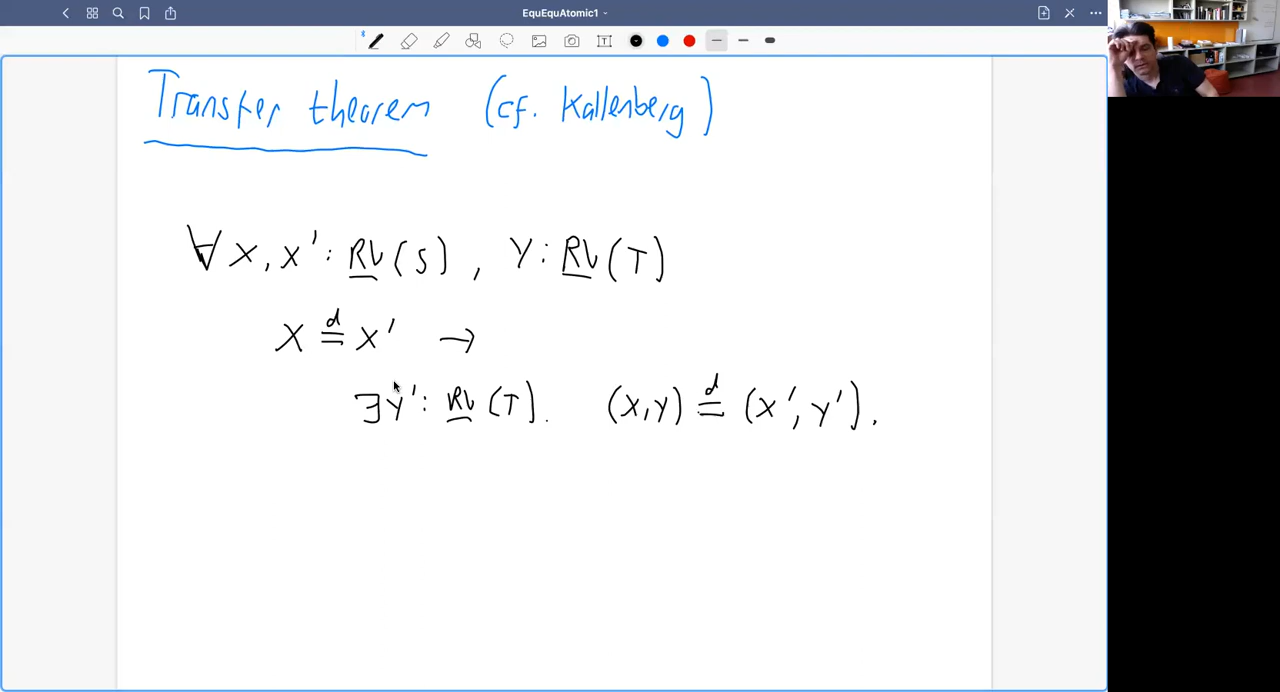 EquEquAtomic1
Transfer theorem (cf. Kallenberg)
∀ X, X' : RV(S), Y : RV(T)
X =ᵈ X' →
∃Y' : RV(T). (X,Y) =ᵈ (X', Y').